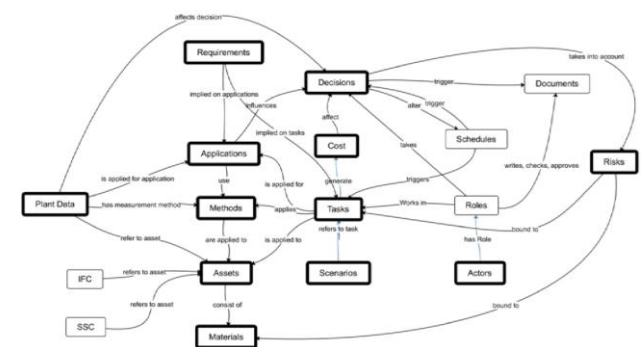 affects decision
Requirements
takes into account
Decisions
trigger
Documents
implied on applications
influences
alter
trigger
affect
Schedules
implied on tasks
Cost
takes
Applications
writes, checks, approves
Risks
is applied for application
use
is applied for
generate
triggers
Plant Data
has measurement method
Methods
applies
Tasks
Works in
Roles
refer to asset
are applied to
is applied to
refers to task
has Role
bound to
IFC
refers to asset
Assets
Scenarios
Actors
refers to asset
consist of
bound to
SSC
Materials